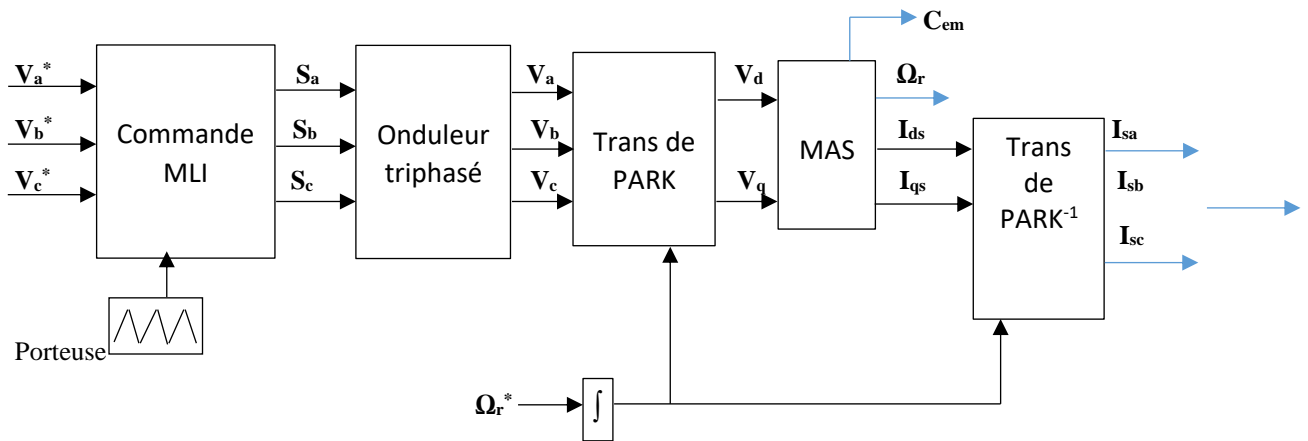 Va*
Vb*
Vc*
Commande
MLI
Porteuse
Sa
Sb
Sc
Onduleur
triphasé
Va
Vb
Vc
Trans de
PARK
Vd
Vq
MAS
Cem
Ωr
Ids
Iqs
Trans
de
PARK-1
Isa
Isb
Isc
Ωr*
∫